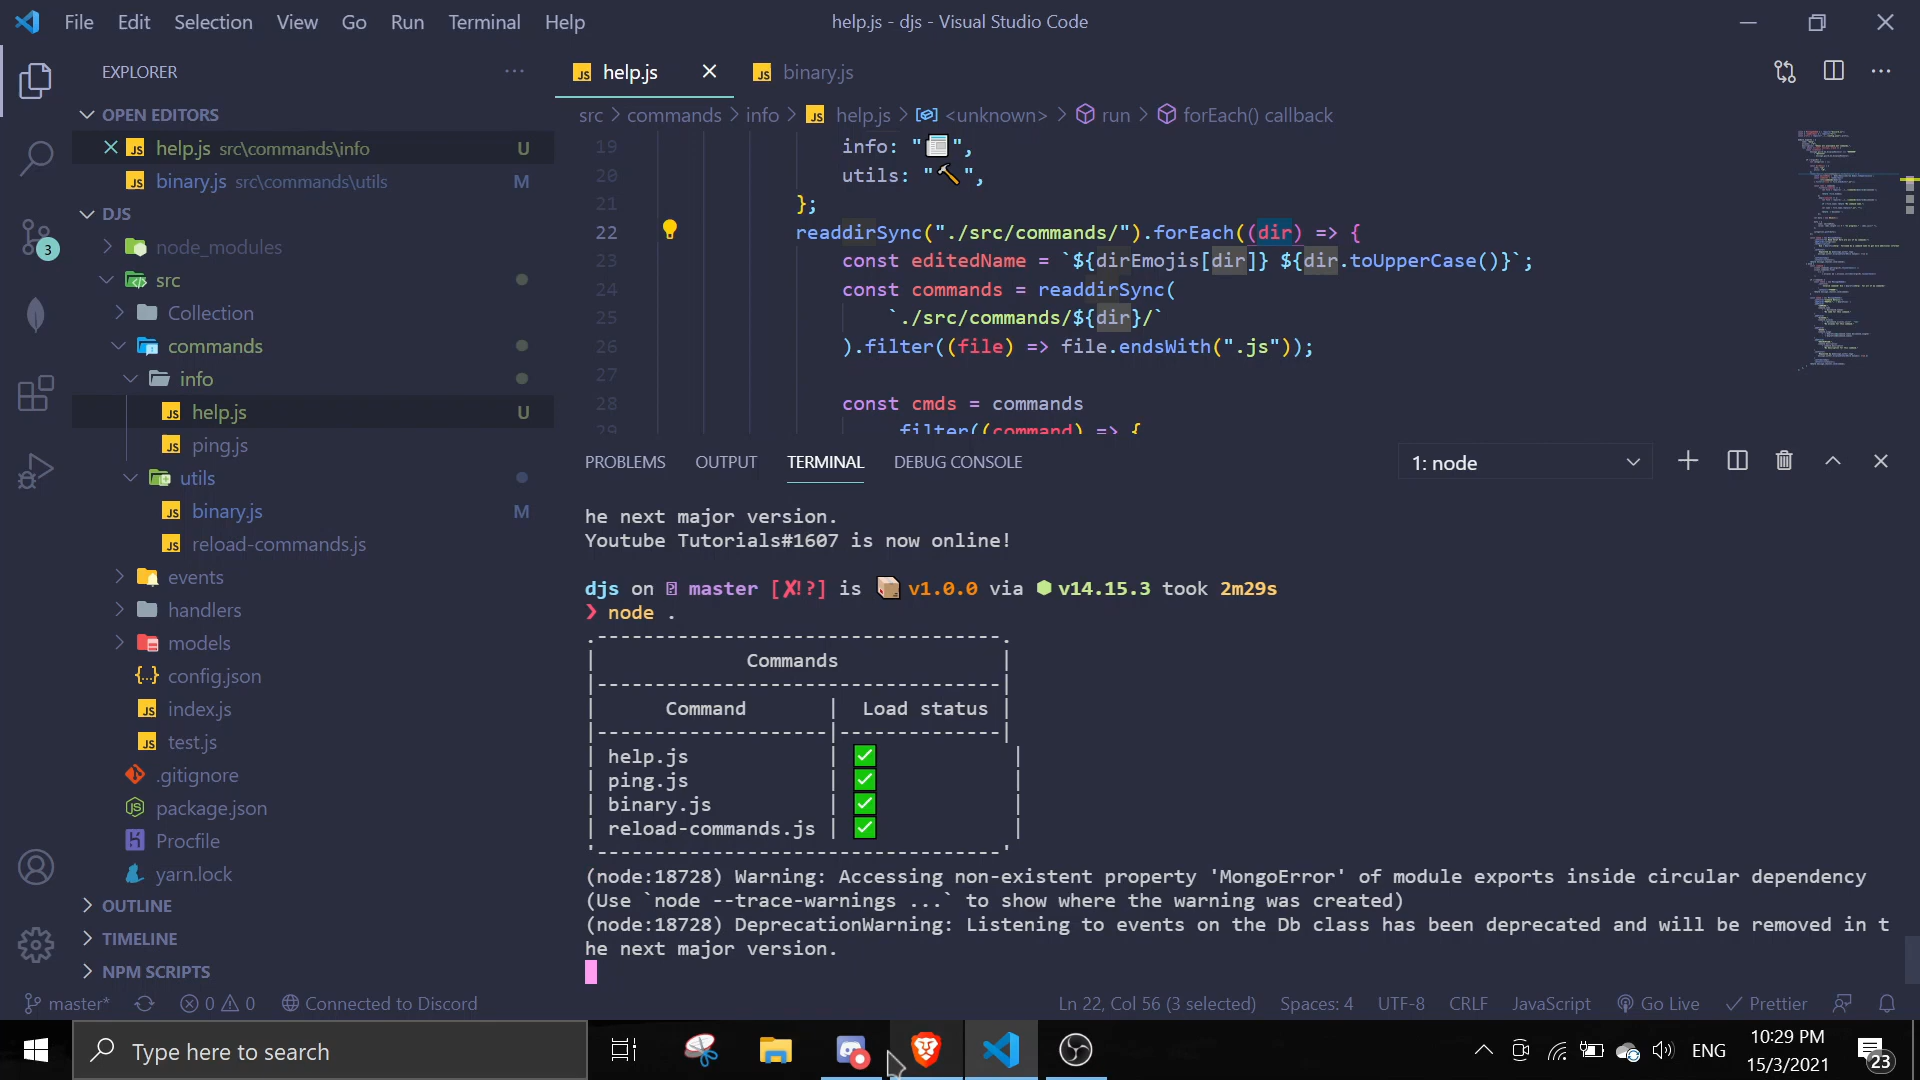 File Edit Selection View Go Run Terminal Help
help.js - djs - Visual Studio Code
EXPLORER
OPEN EDITORS
help.js src\commands\info U
binary.js src\commands\utils M
DJS
node_modules
src
Collection
commands
info
help.js U
ping.js
utils
binary.js M
reload-commands.js
events
handlers
models
config.json
index.js
test.js
.gitignore
package.json
Procfile
yarn.lock
OUTLINE
TIMELINE
NPM SCRIPTS
3
help.js
binary.js
src > commands > info > help.js > <unknown> > run > forEach() callback
19 info: "📰",
20 utils: "🔨",
21 };
22 readdirSync("./src/commands/").forEach((dir) => {
23 const editedName = `${dirEmojis[dir]} ${dir.toUpperCase()}`;
24 const commands = readdirSync(
25 `./src/commands/${dir}/`
26 ).filter((file) => file.endsWith(".js"));
27
28 const cmds = commands
29 .filter((command) => {
PROBLEMS OUTPUT TERMINAL DEBUG CONSOLE
1: node
he next major version.
Youtube Tutorials#1607 is now online!
djs on master [✘!?] is 📦 v1.0.0 via ⬢ v14.15.3 took 2m29s
❯ node .
.-----------------------------------.
| Commands |
|-----------------------------------|
| Command | Load status |
|--------------------|--------------|
| help.js | ✅ |
| ping.js | ✅ |
| binary.js | ✅ |
| reload-commands.js | ✅ |
'-----------------------------------'
(node:18728) Warning: Accessing non-existent property 'MongoError' of module exports inside circular dependency
(Use `node --trace-warnings ...` to show where the warning was created)
(node:18728) DeprecationWarning: Listening to events on the Db class has been deprecated and will be removed in t
he next major version.
master* 0 0 Connected to Discord
Ln 22, Col 56 (3 selected) Spaces: 4 UTF-8 CRLF JavaScript Go Live Prettier
Type here to search
ENG
10:29 PM
15/3/2021
23